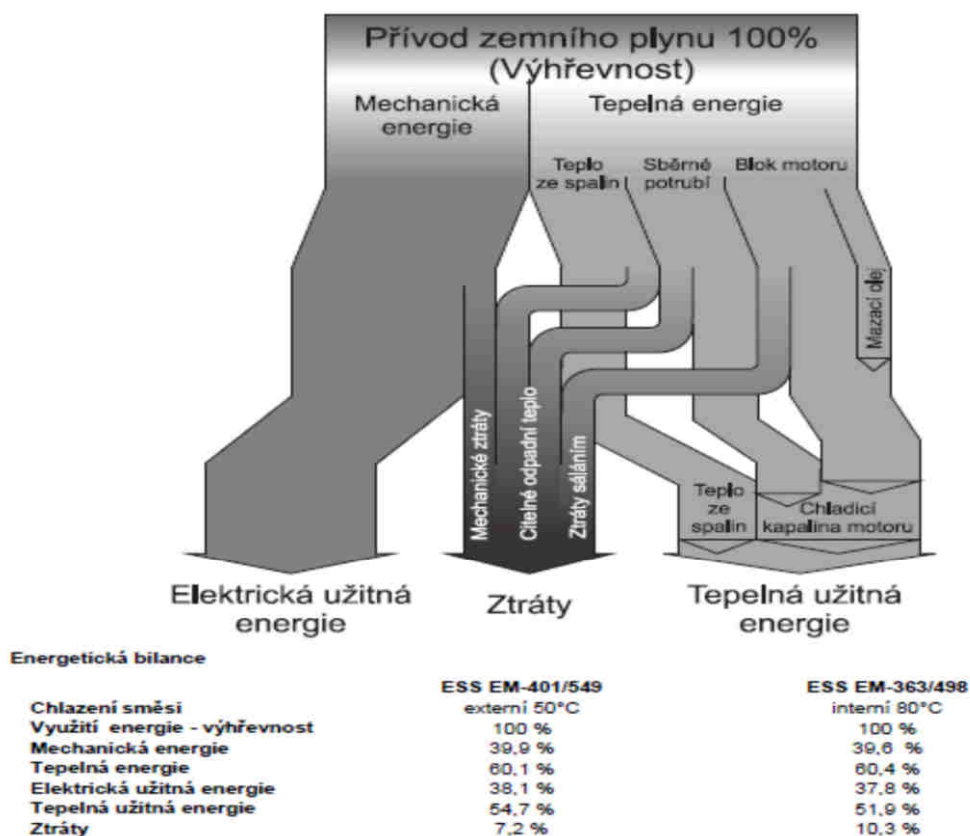 Přívod zemního plynu 100%
(Výhřevnost)
Mechanická
energie
Tepelná energie
Teplo
ze spalin
Sběrné
potrubí
Blok motoru
Mazací olej
Mechanické ztráty
Citelné odpadní teplo
Ztráty sáláním
Teplo
ze
spalin
Chladicí
kapalina motoru
Elektrická užitná
energie
Ztráty
Tepelná užitná
energie
Energetická bilance
ESS EM-401/549 ESS EM-363/498
Chlazení směsi externí 50°C interní 80°C
Využití energie - výhřevnost 100 % 100 %
Mechanická energie 39,9 % 39,6 %
Tepelná energie 60,1 % 60,4 %
Elektrická užitná energie 38,1 % 37,8 %
Tepelná užitná energie 54,7 % 51,9 %
Ztráty 7,2 % 10,3 %